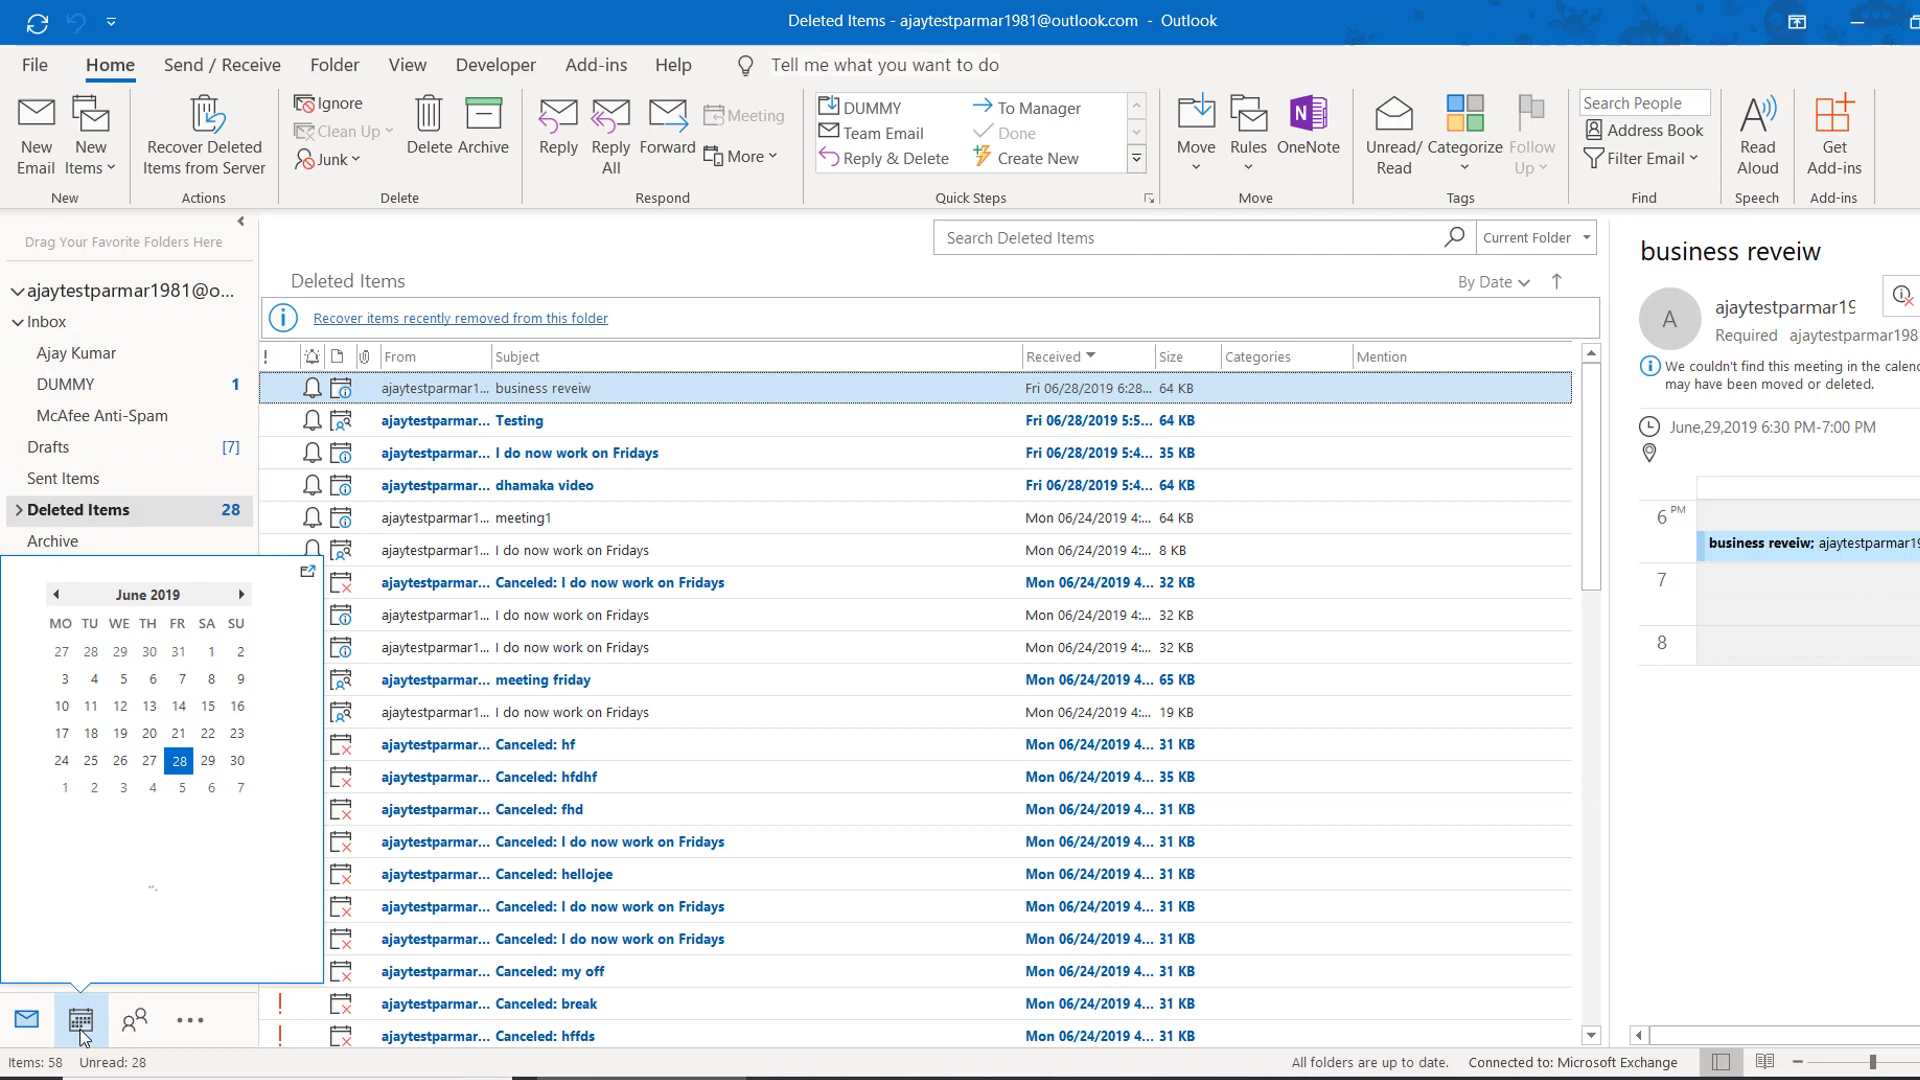 Deleted Items - ajaytestparmar1981@outlook.com - Outlook
File Home Send / Receive Folder View Developer Add-ins Help Tell me what you want to do
New Email
New Items
New
Recover Deleted Items from Server
Actions
Ignore
Clean Up
Junk
Delete
Archive
Delete
Reply
Reply All
Forward
Meeting
More
Respond
DUMMY
Team Email
Reply & Delete
To Manager
Done
Create New
Quick Steps
Move
Rules
OneNote
Move
Unread/ Read
Categorize
Follow Up
Tags
Search People
Address Book
Filter Email
Find
Read Aloud
Speech
Get Add-ins
Add-ins
Drag Your Favorite Folders Here
ajaytestparmar1981@o...
Inbox
Ajay Kumar
DUMMY 1
McAfee Anti-Spam
Drafts [7]
Sent Items
Deleted Items 28
Archive
June 2019
MO TU WE TH FR SA SU
27 28 29 30 31 1 2
3 4 5 6 7 8 9
10 11 12 13 14 15 16
17 18 19 20 21 22 23
24 25 26 27 28 29 30
1 2 3 4 5 6 7
Search Deleted Items Current Folder
Deleted Items By Date
Recover items recently removed from this folder
! From Subject Received Size Categories Mention
ajaytestparmar1... business reveiw Fri 06/28/2019 6:28... 64 KB
ajaytestparmar... Testing Fri 06/28/2019 5:5... 64 KB
ajaytestparmar... I do now work on Fridays Fri 06/28/2019 5:4... 35 KB
ajaytestparmar... dhamaka video Fri 06/28/2019 5:4... 64 KB
ajaytestparmar1... meeting1 Mon 06/24/2019 4:... 64 KB
ajaytestparmar1... I do now work on Fridays Mon 06/24/2019 4:... 8 KB
ajaytestparmar... Canceled: I do now work on Fridays Mon 06/24/2019 4... 32 KB
ajaytestparmar1... I do now work on Fridays Mon 06/24/2019 4:... 32 KB
ajaytestparmar1... I do now work on Fridays Mon 06/24/2019 4:... 32 KB
ajaytestparmar... meeting friday Mon 06/24/2019 4... 65 KB
ajaytestparmar1... I do now work on Fridays Mon 06/24/2019 4:... 19 KB
ajaytestparmar... Canceled: hf Mon 06/24/2019 4... 31 KB
ajaytestparmar... Canceled: hfdhf Mon 06/24/2019 4... 35 KB
ajaytestparmar... Canceled: fhd Mon 06/24/2019 4... 31 KB
ajaytestparmar... Canceled: I do now work on Fridays Mon 06/24/2019 4... 31 KB
ajaytestparmar... Canceled: hellojee Mon 06/24/2019 4... 31 KB
ajaytestparmar... Canceled: I do now work on Fridays Mon 06/24/2019 4... 31 KB
ajaytestparmar... Canceled: I do now work on Fridays Mon 06/24/2019 4... 31 KB
ajaytestparmar... Canceled: my off Mon 06/24/2019 4... 31 KB
! ajaytestparmar... Canceled: break Mon 06/24/2019 4... 31 KB
! ajaytestparmar... Canceled: hffds Mon 06/24/2019 4... 31 KB
business reveiw
A
ajaytestparmar19
Required ajaytestparmar198
We couldn't find this meeting in the calen
may have been moved or deleted.
June,29,2019 6:30 PM-7:00 PM
6 PM
business reveiw; ajaytestparmar19
7
8
Items: 58 Unread: 28 All folders are up to date. Connected to: Microsoft Exchange